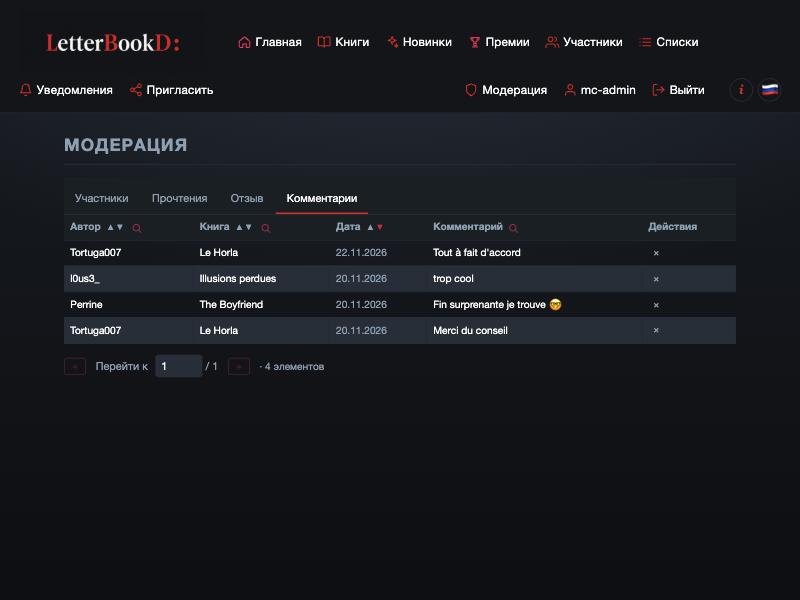 LetterBookD:
Главная Книги Новинки Премии Участники Списки
Уведомления Пригласить Модерация mc-admin Выйти i
МОДЕРАЦИЯ
Участники Прочтения Отзыв Комментарии
Автор ▲▼ Книга ▲▼ Дата ▲▼ Комментарий Действия
Tortuga007 Le Horla 22.11.2026 Tout à fait d'accord ×
l0us3_ Illusions perdues 21.11.2026 trop cool ×
Perrine The Boyfriend 20.11.2026 Fin surprenante je trouve 🤓 ×
Tortuga007 Le Horla 20.11.2026 Merci du conseil ×
« Перейти к 1 / 1 » · 4 элементов